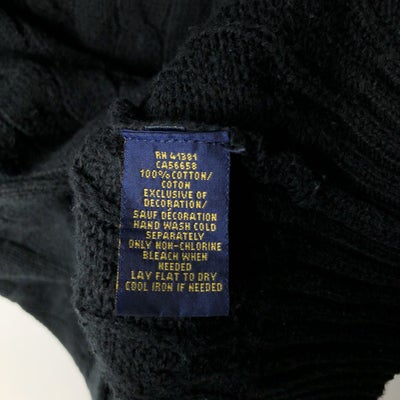 RN 41381
CA56658
100% COTTON/
COTON
EXCLUSIVE OF
DECORATION/
SAUF DÉCORATION
HAND WASH COLD
SEPARATELY
ONLY NON-CHLORINE
BLEACH WHEN
NEEDED
LAY FLAT TO DRY
COOL IRON IF NEEDED